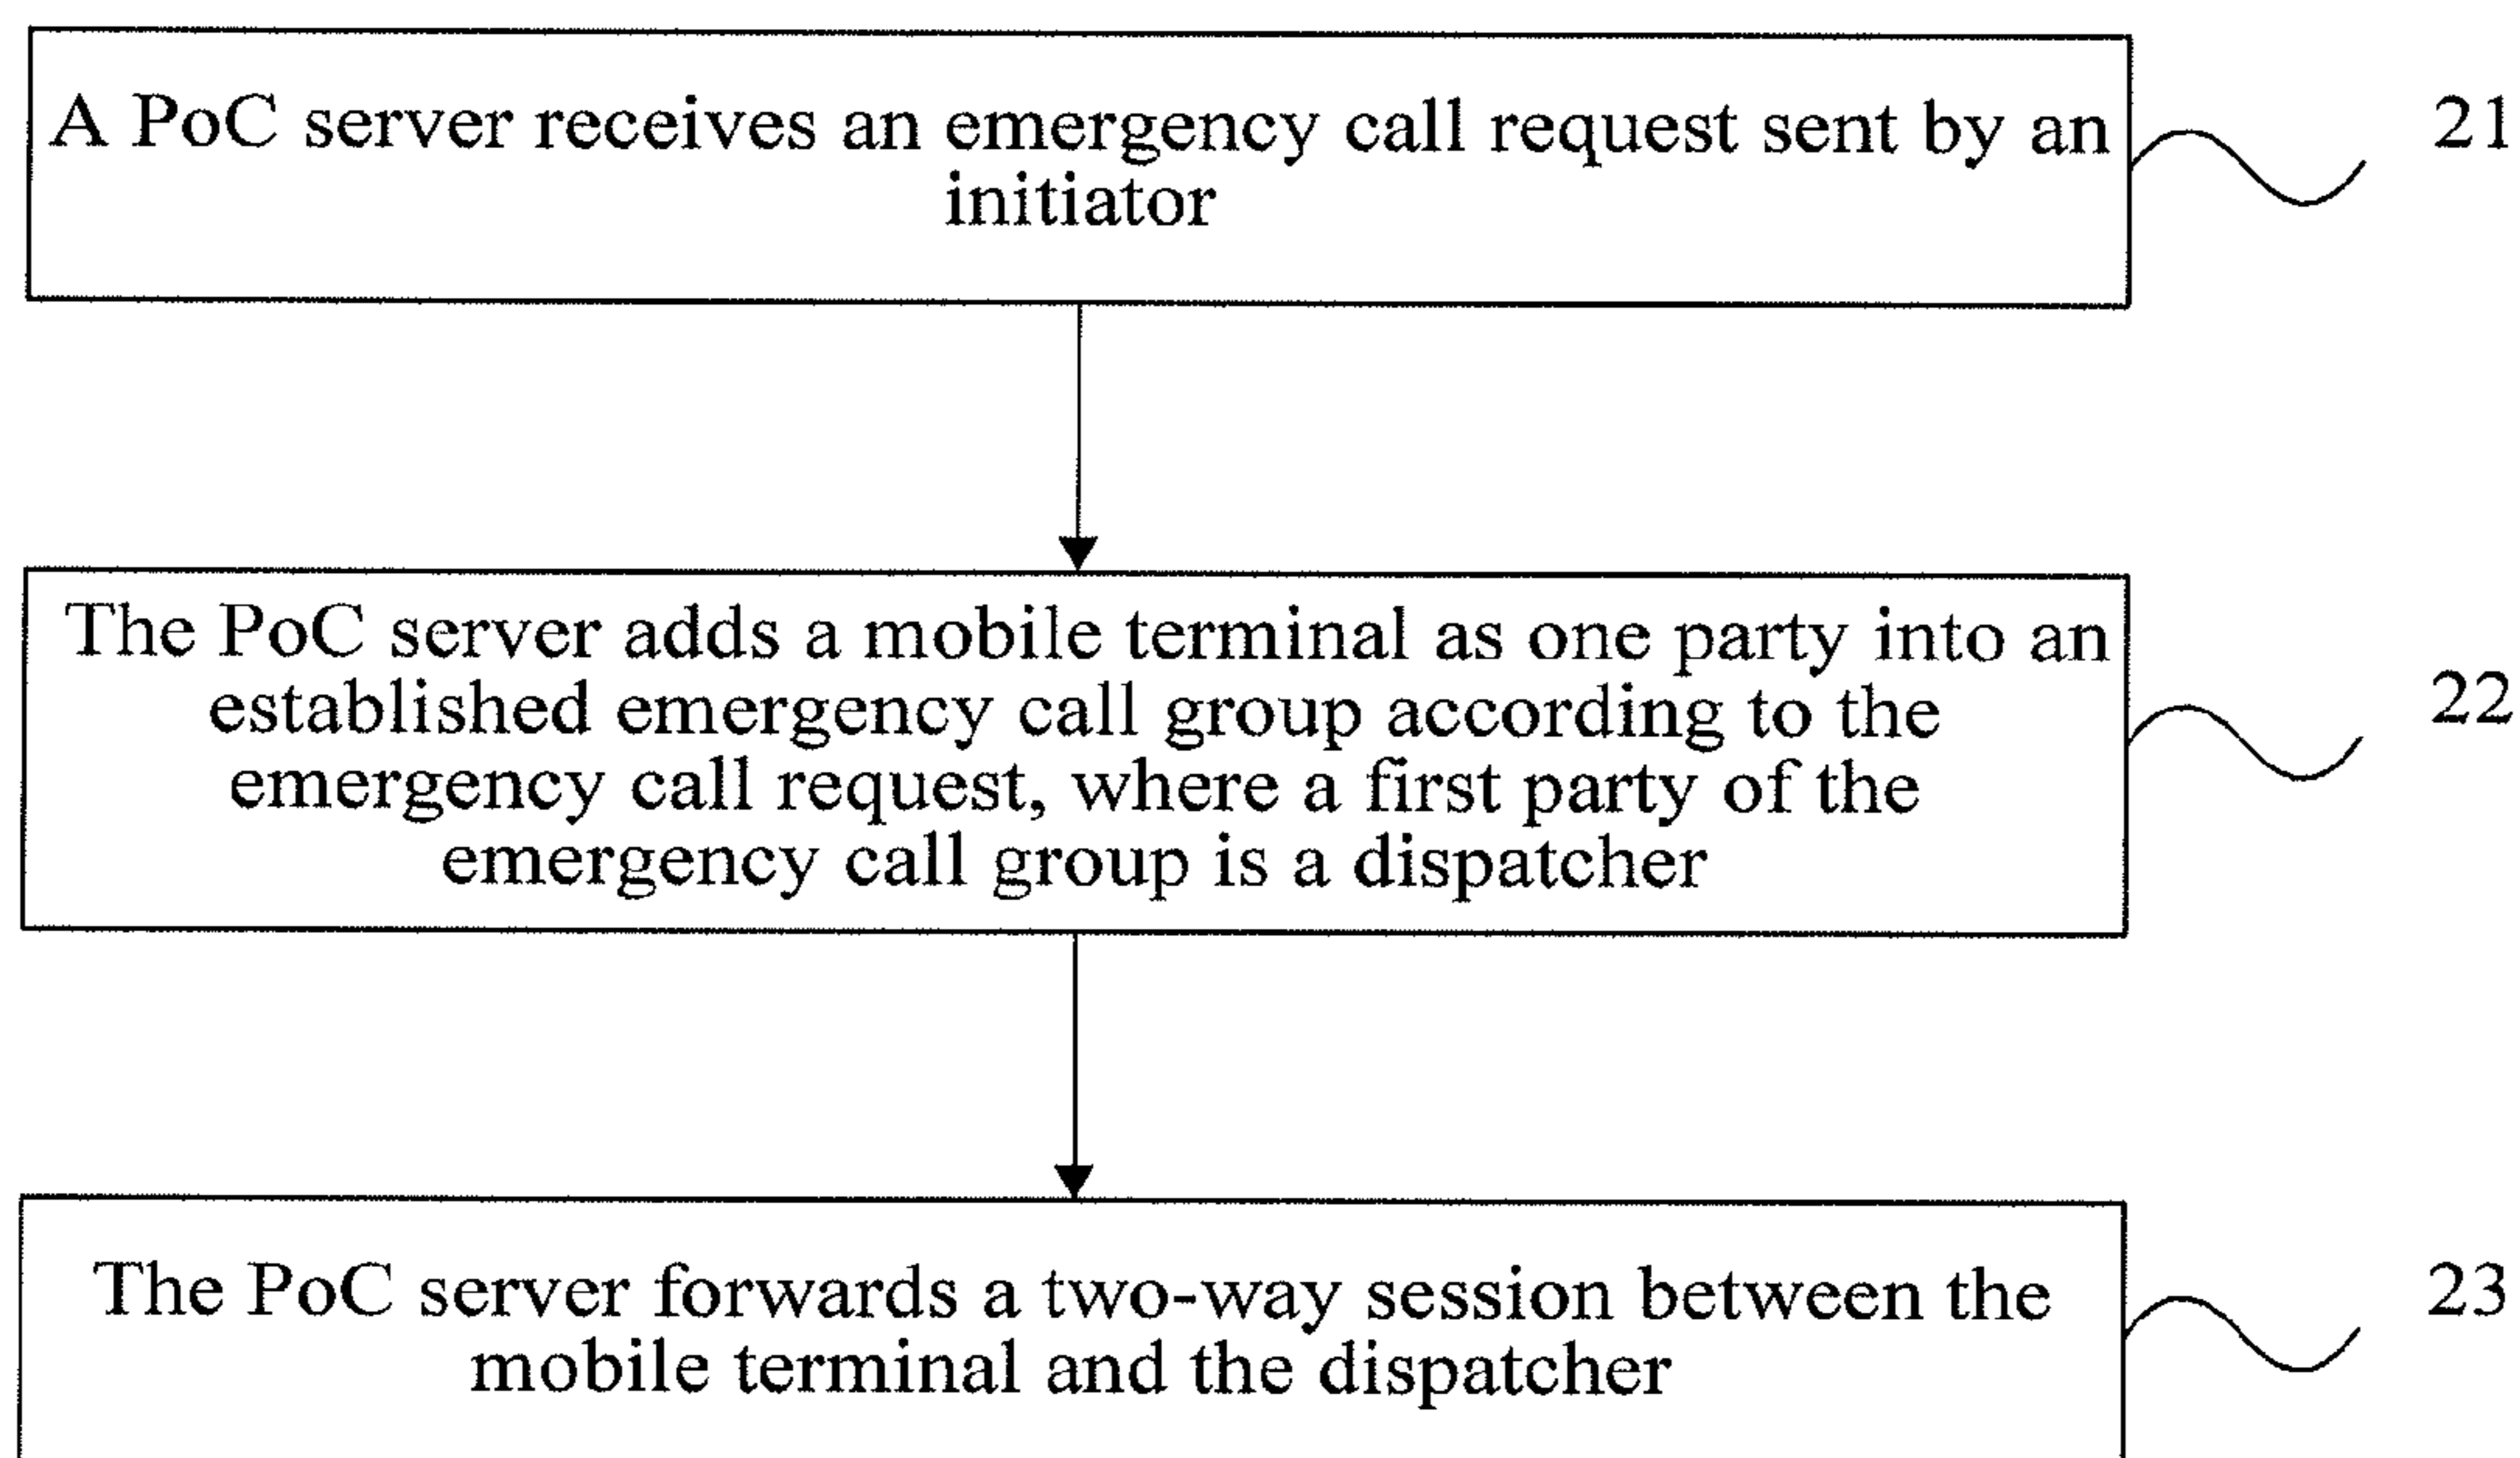 A PoC server receives an emergency call request sent by an
initiator
21
The PoC server adds a mobile terminal as one party into an
established emergency call group according to the
emergency call request, where a first party of the
emergency call group is a dispatcher
22
The PoC server forwards a two-way session between the
mobile terminal and the dispatcher
23